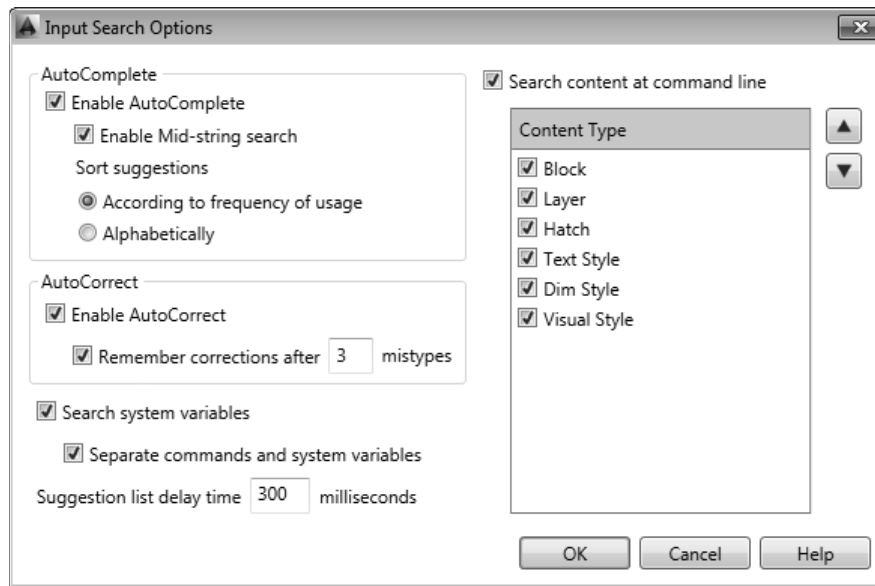 Input Search Options
AutoComplete
Enable AutoComplete
Enable Mid-string search
Sort suggestions
According to frequency of usage
Alphabetically
AutoCorrect
Enable AutoCorrect
Remember corrections after 3 mistypes
Search system variables
Separate commands and system variables
Suggestion list delay time 300 milliseconds
Search content at command line
Content Type
Block
Layer
Hatch
Text Style
Dim Style
Visual Style
OK Cancel Help